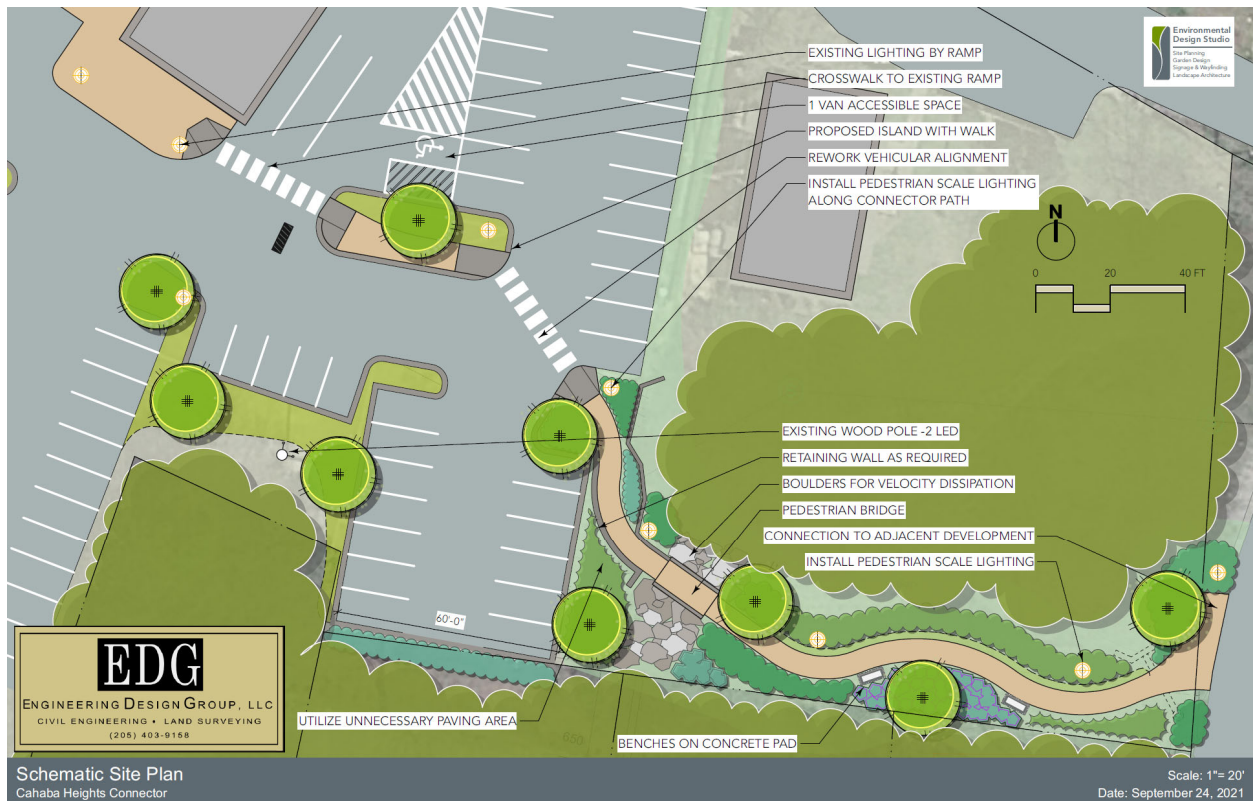 Environmental
Design Studio
Site Planning
Garden Design
Signage & Wayfinding
Landscape Architecture
EXISTING LIGHTING BY RAMP
CROSSWALK TO EXISTING RAMP
1 VAN ACCESSIBLE SPACE
PROPOSED ISLAND WITH WALK
REWORK VEHICULAR ALIGNMENT
INSTALL PEDESTRIAN SCALE LIGHTING
ALONG CONNECTOR PATH
N
0 20 40 FT
EXISTING WOOD POLE -2 LED
RETAINING WALL AS REQUIRED
BOULDERS FOR VELOCITY DISSIPATION
PEDESTRIAN BRIDGE
CONNECTION TO ADJACENT DEVELOPMENT
INSTALL PEDESTRIAN SCALE LIGHTING
60'-0"
EDG
ENGINEERING DESIGN GROUP, LLC
CIVIL ENGINEERING • LAND SURVEYING
(205) 403-9158
UTILIZE UNNECESSARY PAVING AREA
650
BENCHES ON CONCRETE PAD
Schematic Site Plan
Cahaba Heights Connector
Scale: 1"= 20'
Date: September 24, 2021